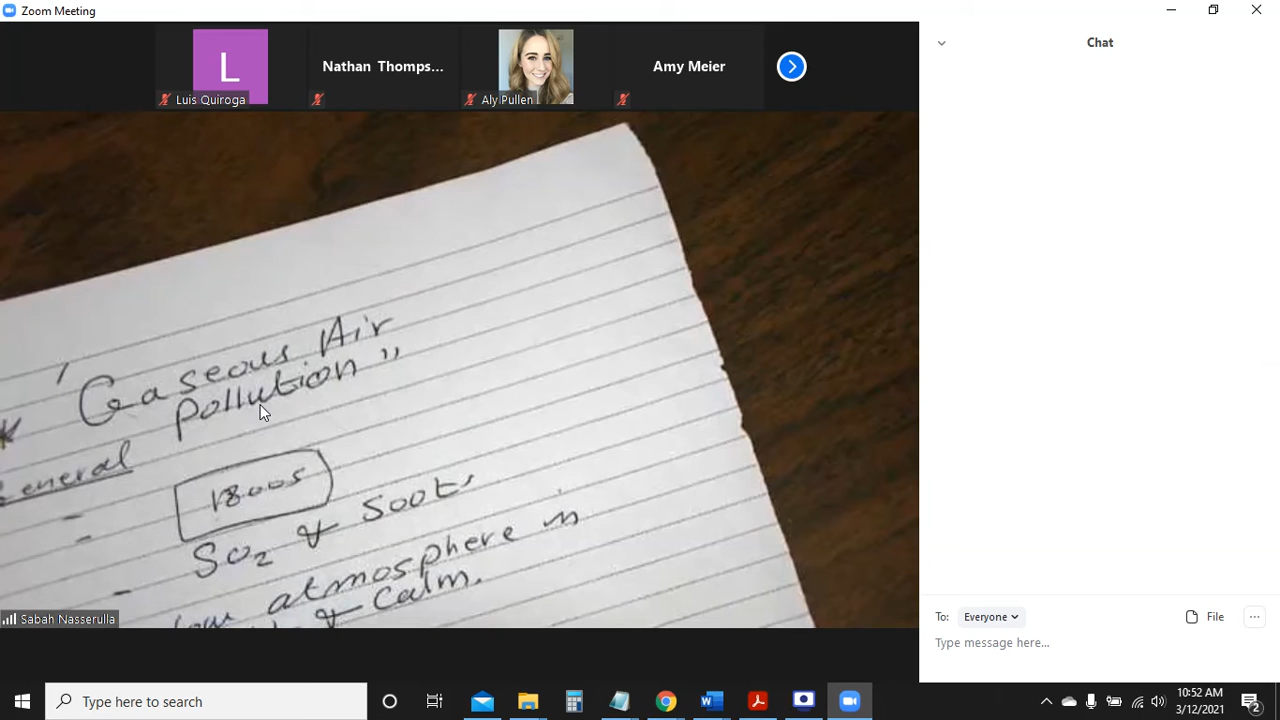 Zoom Meeting
L
Luis Quiroga
Nathan Thomps...
Aly Pullen
Amy Meier
Chat
" Gaseous Air
Pollution "
General
1800s
SO2 & Soot.
atmosphere in
& Calm.
Sabah Nasserulla
To: Everyone
File
Type message here...
Type here to search
10:52 AM
3/12/2021
2